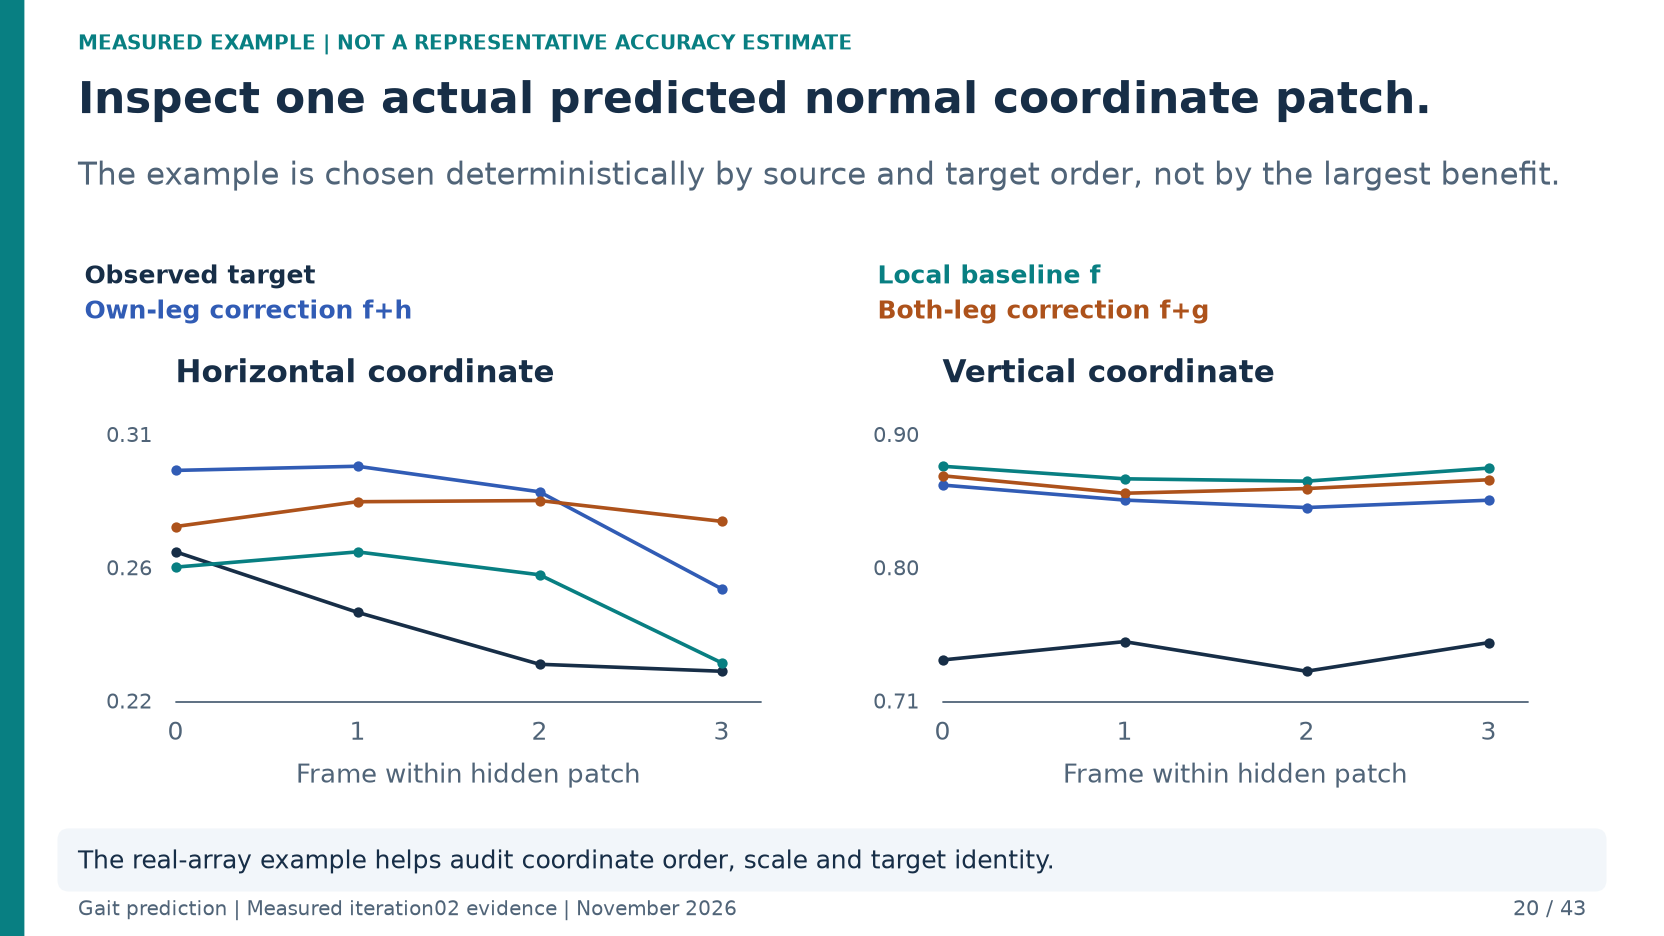 MEASURED EXAMPLE | NOT A REPRESENTATIVE ACCURACY ESTIMATE
Inspect one actual predicted normal coordinate patch.
The example is chosen deterministically by source and target order, not by the largest benefit.
Observed target
Own-leg correction f+h
Local baseline f
Both-leg correction f+g
Horizontal coordinate
0.31
0.26
0.22
0 1 2 3
Frame within hidden patch
Vertical coordinate
0.90
0.80
0.71
0 1 2 3
Frame within hidden patch
The real-array example helps audit coordinate order, scale and target identity.
Gait prediction | Measured iteration02 evidence | November 2026
20 / 43